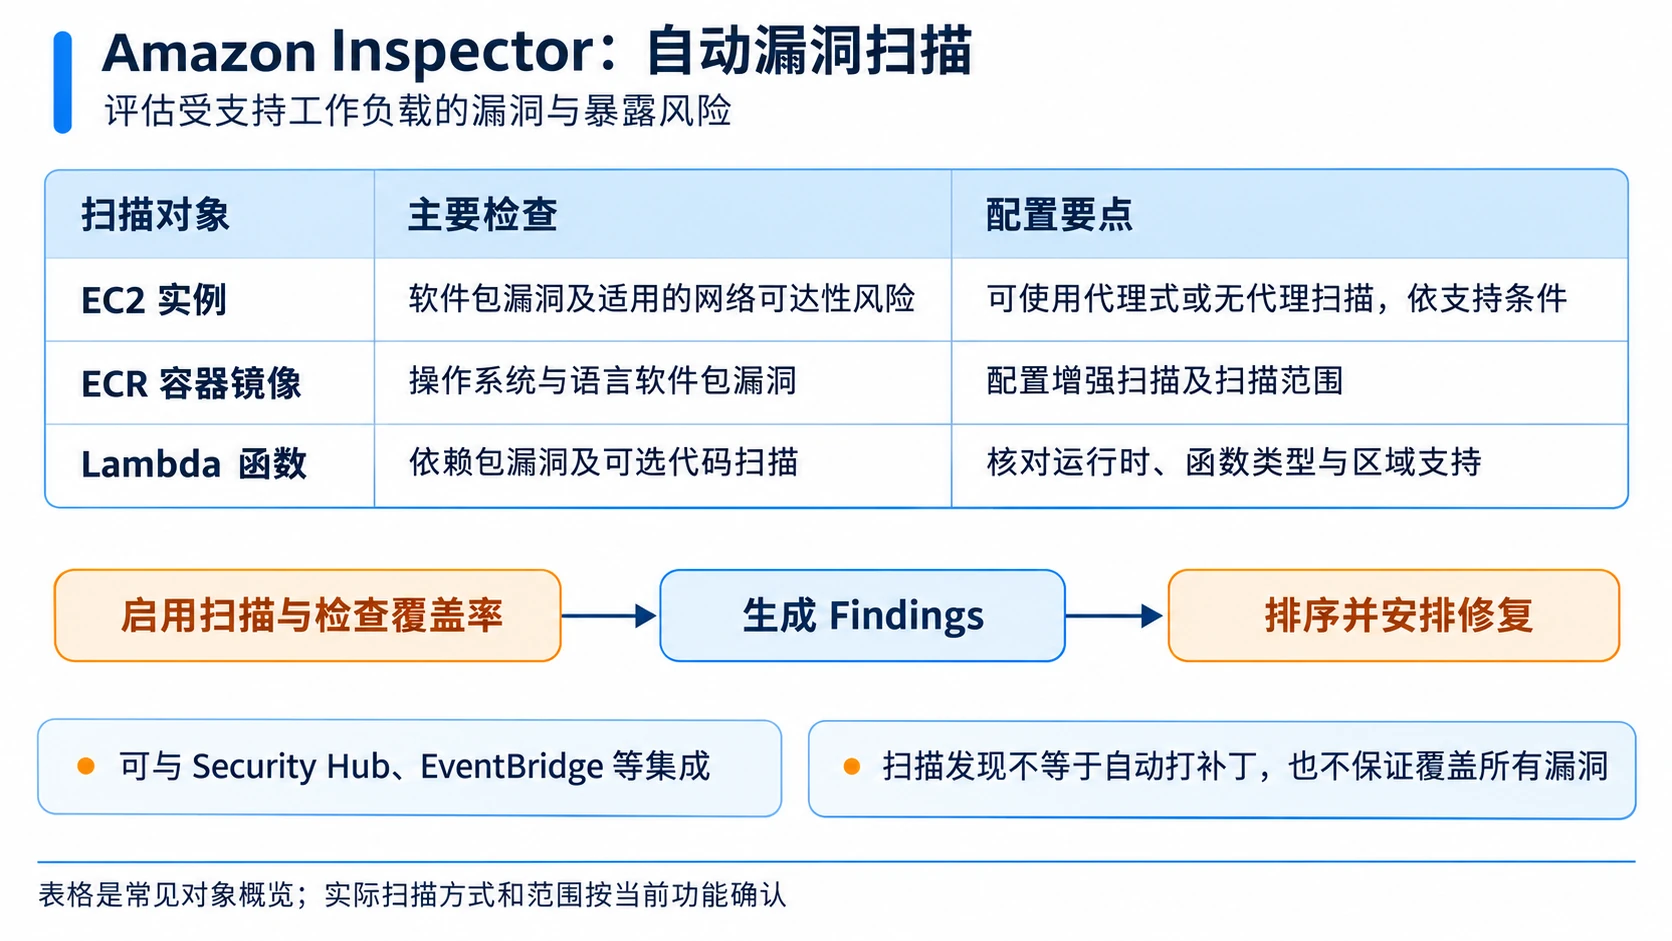 Amazon Inspector：自动漏洞扫描
评估受支持工作负载的漏洞与暴露风险
扫描对象 主要检查 配置要点
EC2 实例 软件包漏洞及适用的网络可达性风险 可使用代理式或无代理扫描，依支持条件
ECR 容器镜像 操作系统与语言软件包漏洞 配置增强扫描及扫描范围
Lambda 函数 依赖包漏洞及可选代码扫描 核对运行时、函数类型与区域支持
启用扫描与检查覆盖率 生成 Findings 排序并安排修复
可与 Security Hub、EventBridge 等集成
扫描发现不等于自动打补丁，也不保证覆盖所有漏洞
表格是常见对象概览；实际扫描方式和范围按当前功能确认